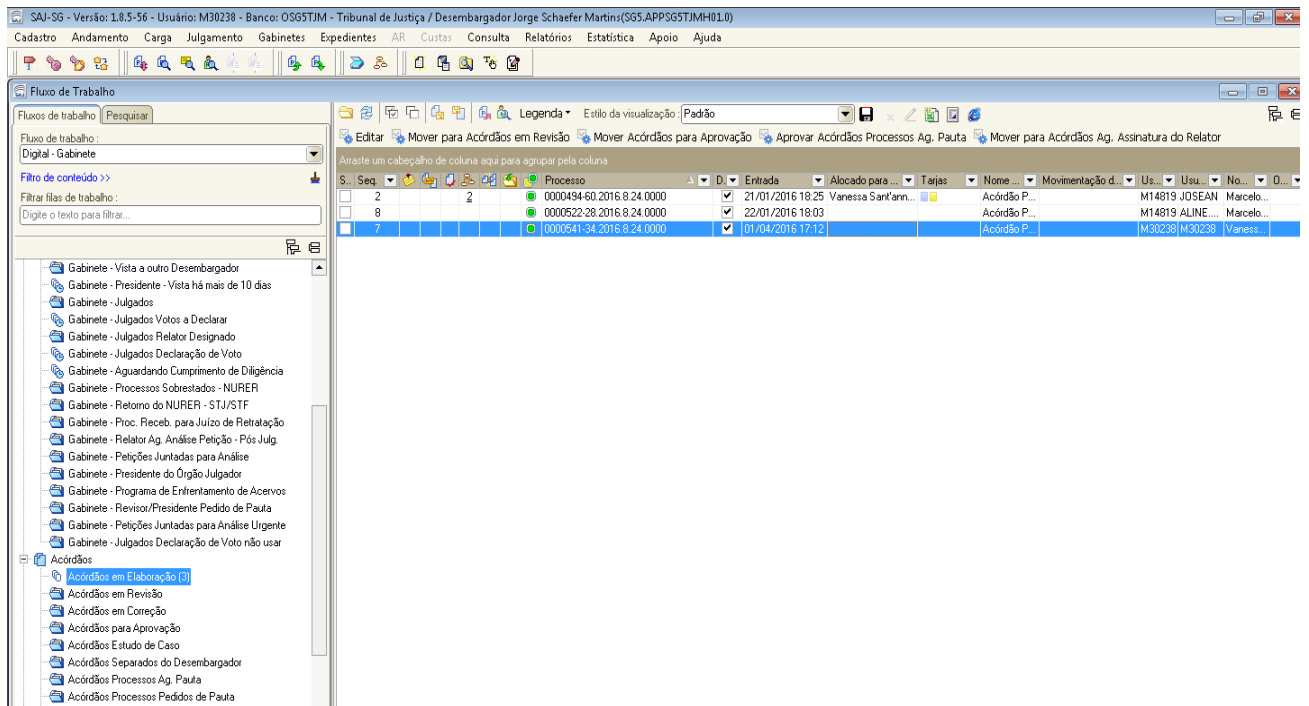 SAJ-SG - Versão: 1.8.5-56 - Usuário: M30238 - Banco: OSG5TJM - Tribunal de Justiça / Desembargador Jorge Schaefer Martins(SG5.APPSG5TJMH01.0)
Cadastro Andamento Carga Julgamento Gabinetes Expedientes AR Custas Consulta Relatórios Estatística Apoio Ajuda
Fluxo de Trabalho
Fluxos de trabalho Pesquisar
Legenda Estilo da visualização: Padrão
Fluxo de trabalho :
Editar Mover para Acórdãos em Revisão Mover Acórdãos para Aprovação Aprovar Acórdãos Processos Ag. Pauta Mover para Acórdãos Ag. Assinatura do Relator
Digital - Gabinete
Arraste um cabeçalho de coluna aqui para agrupar pela coluna
Filtro de conteúdo >>
S.. Seq. Processo D. Entrada Alocado para ... Tarjas Nome ... Movimentação d... Us... Usu... No... O...
Filtrar filas de trabalho :
2 2 0000494-60.2016.8.24.0000 21/01/2016 18:25 Vanessa Sant'ann... Acórdão P... M14819 JOSEAN Marcelo...
Digite o texto para filtrar...
8 0000522-28.2016.8.24.0000 22/01/2016 18:03 Acórdão P... M14819 ALINE.... Marcelo...
7 0000541-34.2016.8.24.0000 01/04/2016 17:12 Acórdão P... M30238 M30238 Vaness...
Gabinete - Vista a outro Desembargador
Gabinete - Presidente - Vista há mais de 10 dias
Gabinete - Julgados
Gabinete - Julgados Votos a Declarar
Gabinete - Julgados Relator Designado
Gabinete - Julgados Declaração de Voto
Gabinete - Aguardando Cumprimento de Diligência
Gabinete - Processos Sobrestados - NURER
Gabinete - Retorno do NURER - STJ/STF
Gabinete - Proc. Receb. para Juízo de Retratação
Gabinete - Relator Ag. Análise Petição - Pós Julg.
Gabinete - Petições Juntadas para Análise
Gabinete - Presidente do Órgão Julgador
Gabinete - Programa de Enfrentamento de Acervos
Gabinete - Revisor/Presidente Pedido de Pauta
Gabinete - Petições Juntadas para Análise Urgente
Gabinete - Julgados Declaração de Voto não usar
Acórdãos
Acórdãos em Elaboração (3)
Acórdãos em Revisão
Acórdãos em Correção
Acórdãos para Aprovação
Acórdãos Estudo de Caso
Acórdãos Separados do Desembargador
Acórdãos Processos Ag. Pauta
Acórdãos Processos Pedidos de Pauta